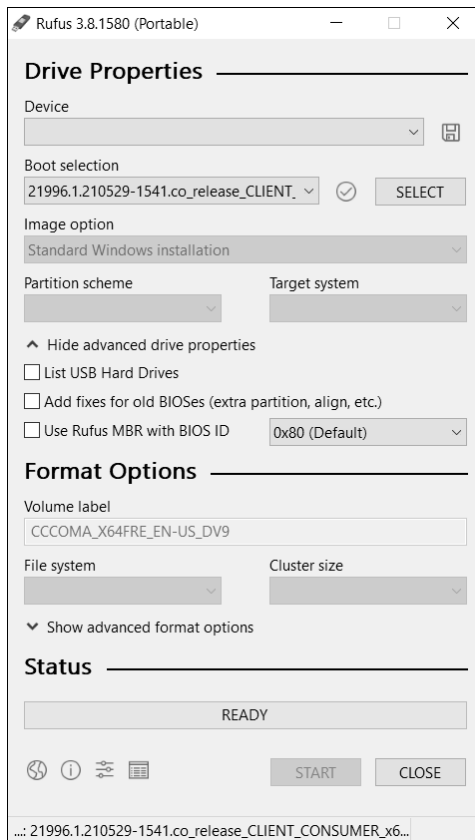 Rufus 3.8.1580 (Portable)
Drive Properties
Device
Boot selection
21996.1.210529-1541.co_release_CLIENT_
SELECT
Image option
Standard Windows installation
Partition scheme
Target system
Hide advanced drive properties
List USB Hard Drives
Add fixes for old BIOSes (extra partition, align, etc.)
Use Rufus MBR with BIOS ID
0x80 (Default)
Format Options
Volume label
CCCOMA_X64FRE_EN-US_DV9
File system
Cluster size
Show advanced format options
Status
READY
START
CLOSE
...: 21996.1.210529-1541.co_release_CLIENT_CONSUMER_x6...